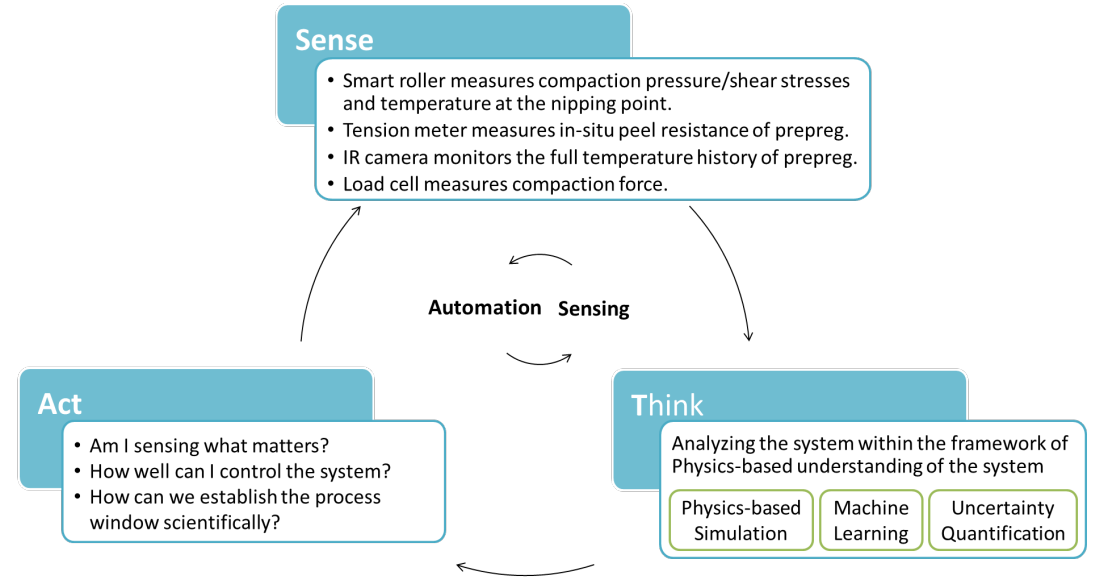 Sense
• Smart roller measures compaction pressure/shear stresses
and temperature at the nipping point.
• Tension meter measures in-situ peel resistance of prepreg.
• IR camera monitors the full temperature history of prepreg.
• Load cell measures compaction force.
Automation Sensing
Act
• Am I sensing what matters?
• How well can I control the system?
• How can we establish the process
window scientifically?
Think
Analyzing the system within the framework of
Physics-based understanding of the system
Physics-based
Simulation
Machine
Learning
Uncertainty
Quantification